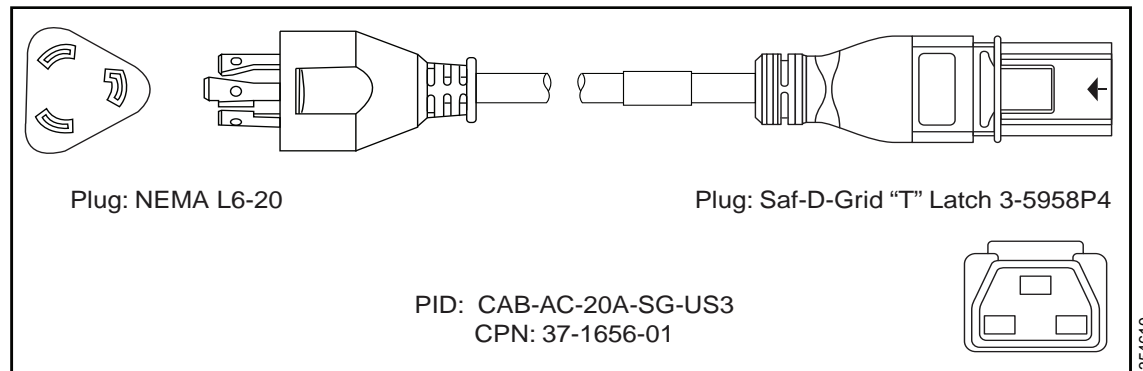 Plug: NEMA L6-20
Plug: Saf-D-Grid “T” Latch 3-5958P4
PID: CAB-AC-20A-SG-US3
CPN: 37-1656-01